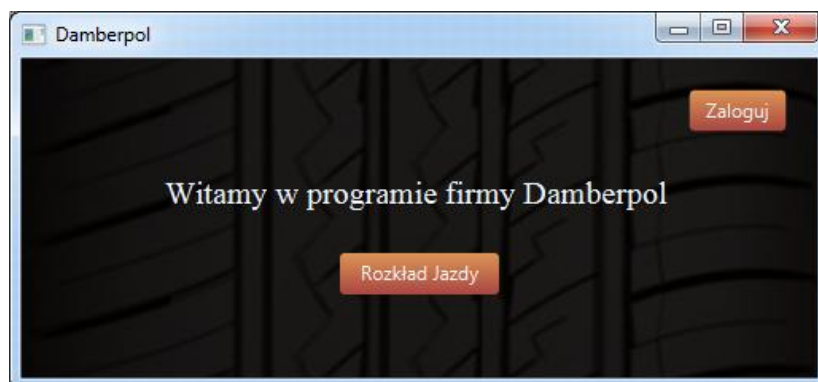 Damberpol
Zaloguj
Witamy w programie firmy Damberpol
Rozkład Jazdy